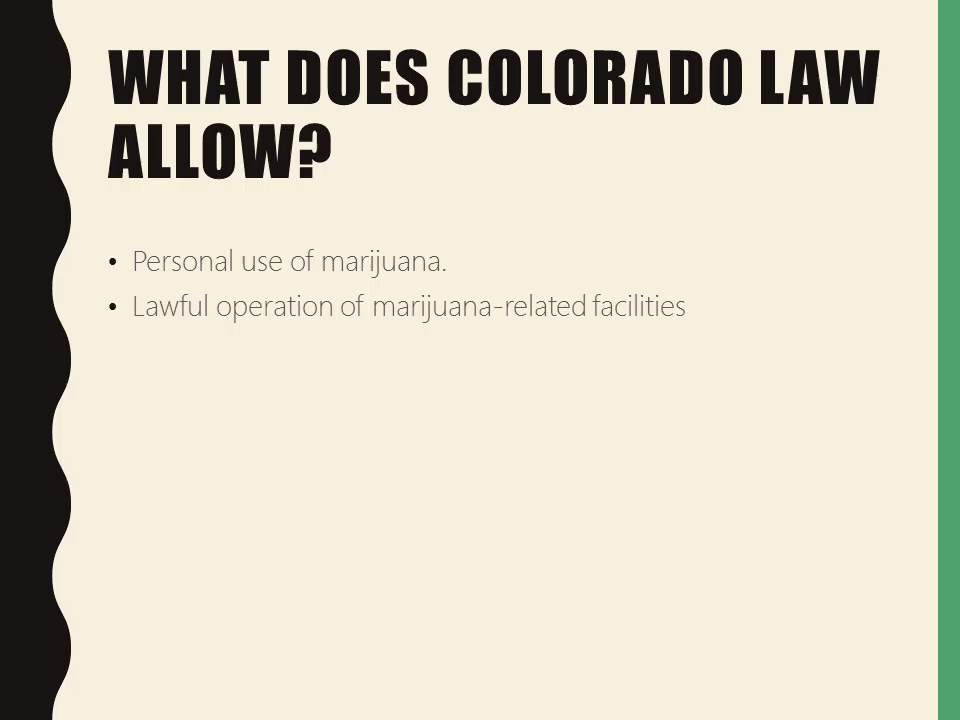 WHAT DOES COLORADO LAW
ALLOW?
• Personal use of marijuana.
• Lawful operation of marijuana-related facilities